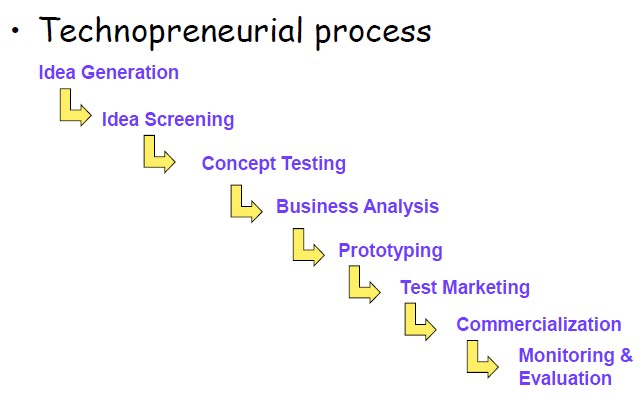 • Technopreneurial process
Idea Generation
Idea Screening
Concept Testing
Business Analysis
Prototyping
Test Marketing
Commercialization
Monitoring &
Evaluation